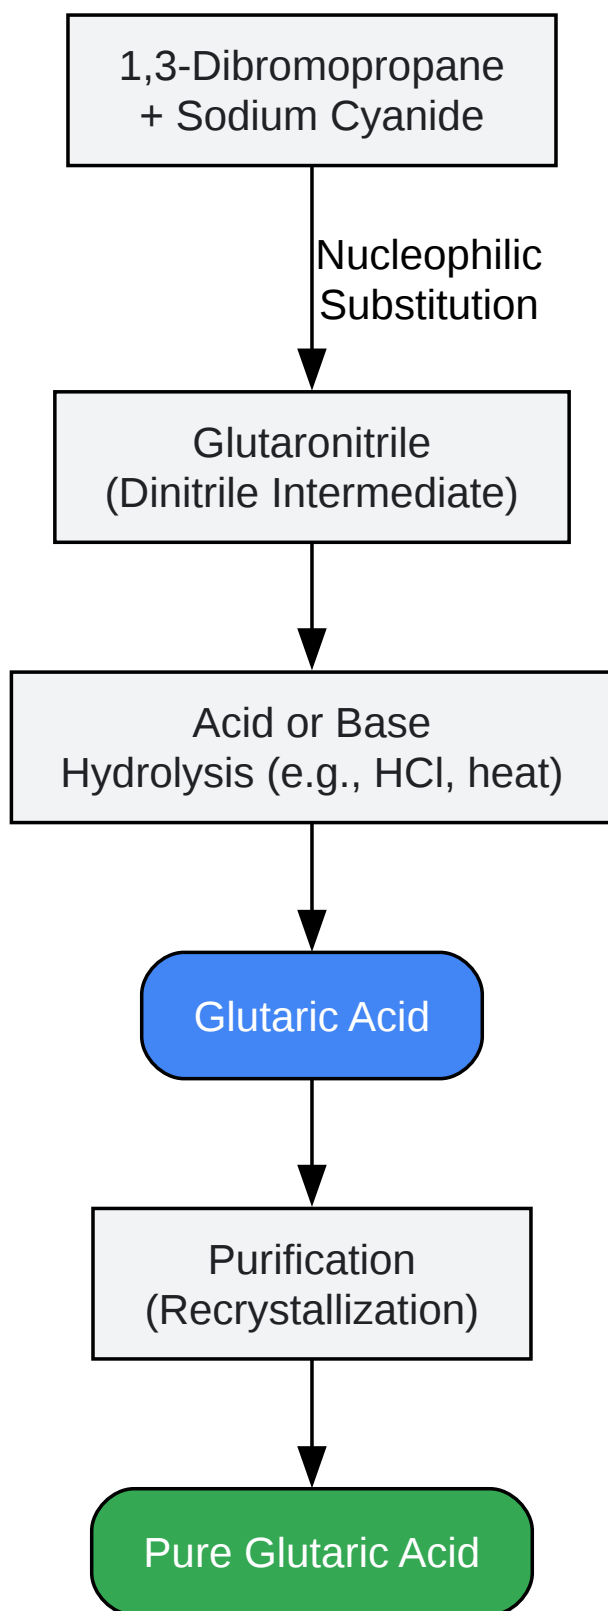 1,3-Dibromopropane
+ Sodium Cyanide
Nucleophilic
Substitution
Glutaronitrile
(Dinitrile Intermediate)
Acid or Base
Hydrolysis (e.g., HCl, heat)
Glutaric Acid
Purification
(Recrystallization)
Pure Glutaric Acid